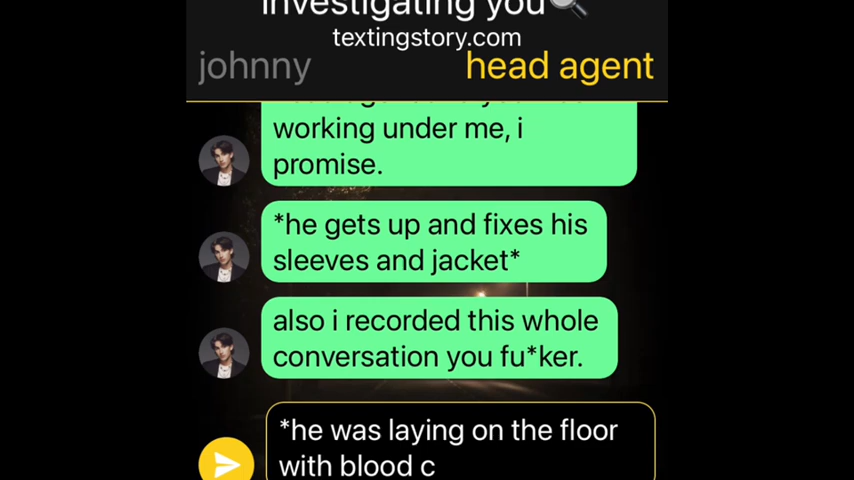 investigating you🔍
textingstory.com
johnny
head agent
working under me, i
promise.
*he gets up and fixes his
sleeves and jacket*
also i recorded this whole
conversation you fu*ker.
*he was laying on the floor
with blood c